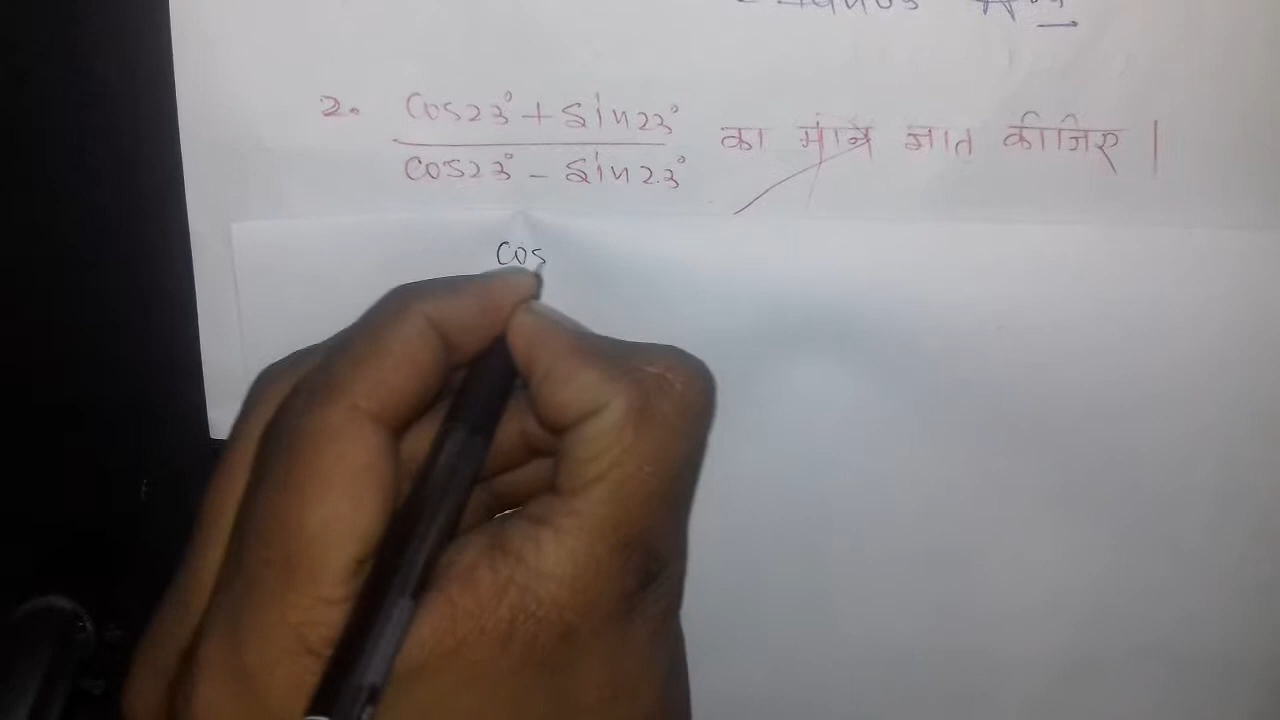 2. cos23° + sin23°
cos23° - sin23° का मान ज्ञात कीजिए |
cos